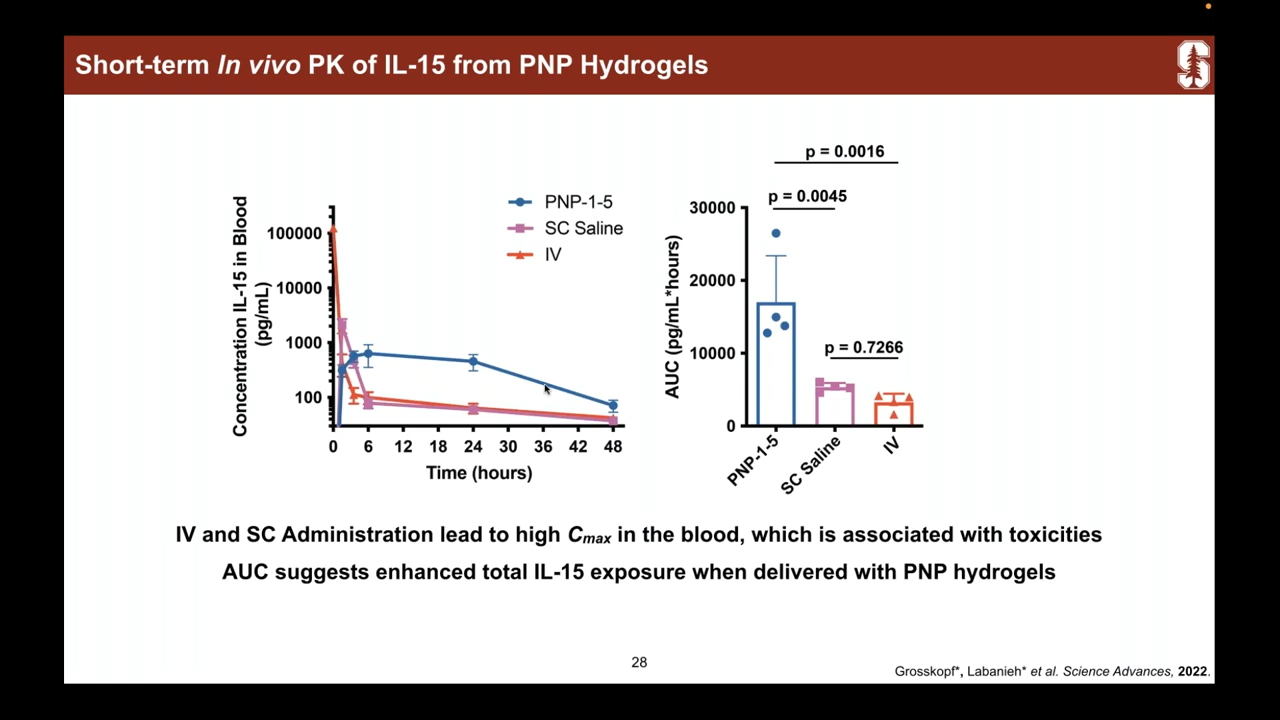 Short-term In vivo PK of IL-15 from PNP Hydrogels
Concentration IL-15 in Blood
(pg/mL)
100000
10000
1000
100
0 6 12 18 24 30 36 42 48
Time (hours)
PNP-1-5
SC Saline
IV
p = 0.0016
p = 0.0045
p = 0.7266
AUC (pg/mL*hours)
30000
20000
10000
0
PNP-1-5
SC Saline
IV
IV and SC Administration lead to high Cmax in the blood, which is associated with toxicities
AUC suggests enhanced total IL-15 exposure when delivered with PNP hydrogels
28
Grosskopf*, Labanieh* et al. Science Advances, 2022.